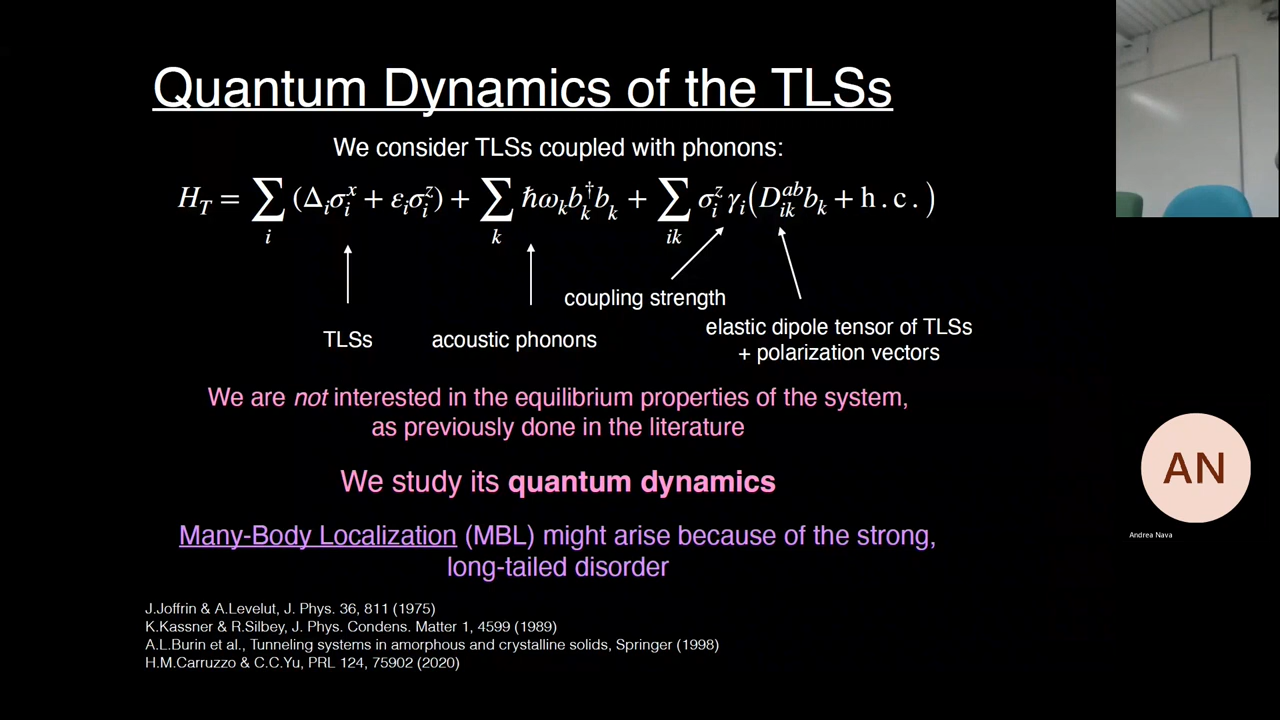 Quantum Dynamics of the TLSs
We consider TLSs coupled with phonons:
H_T = ∑_i (Δ_i σ_i^x + ε_i σ_i^z) + ∑_k ħω_k b_k^† b_k + ∑_{ik} σ_i^z γ_i (D_{ik}^{ab} b_k + h.c.)
coupling strength
TLSs
acoustic phonons
elastic dipole tensor of TLSs
+ polarization vectors
We are not interested in the equilibrium properties of the system,
as previously done in the literature
We study its quantum dynamics
Many-Body Localization (MBL) might arise because of the strong,
long-tailed disorder
J.Joffrin & A.Levelut, J. Phys. 36, 811 (1975)
K.Kassner & R.Silbey, J. Phys. Condens. Matter 1, 4599 (1989)
A.L.Burin et al., Tunneling systems in amorphous and crystalline solids, Springer (1998)
H.M.Carruzzo & C.C.Yu, PRL 124, 75902 (2020)
AN
Andrea Nava